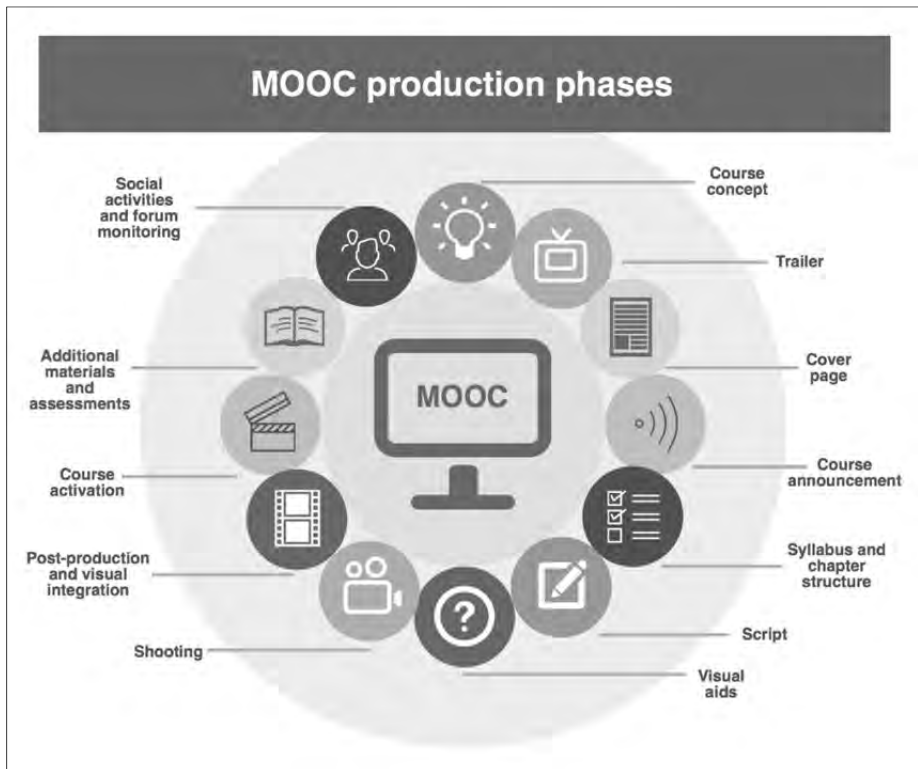 MOOC production phases
Course
concept
Trailer
Cover
page
Course
announcement
Syllabus and
chapter
structure
Script
Visual
aids
Shooting
Post-production
and visual
integration
Course
activation
Additional
materials
and
assessments
Social
activities
and forum
monitoring
MOOC
?